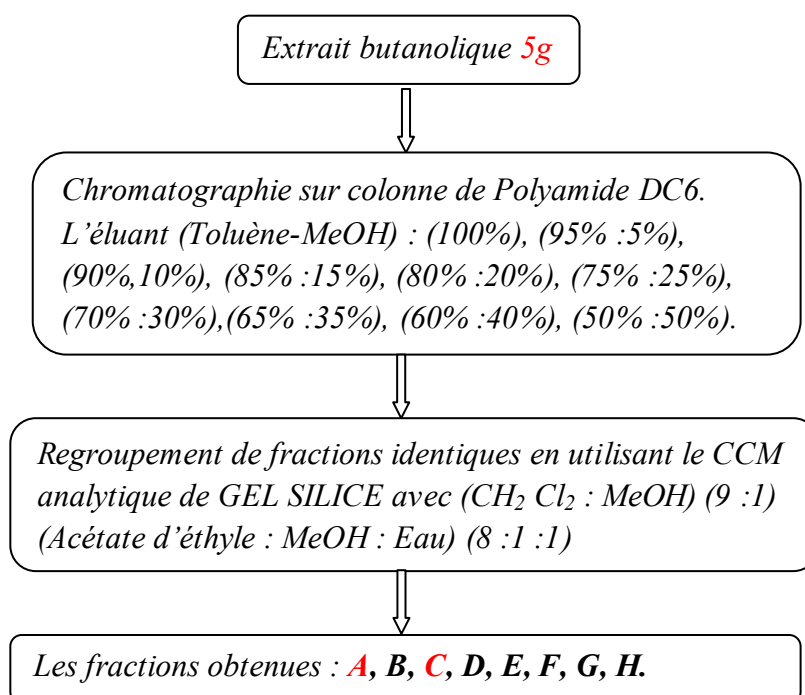 Extrait butanolique 5g
Chromatographie sur colonne de Polyamide DC6.
L'éluant (Toluène-MeOH) : (100%), (95% :5%),
(90%,10%), (85% :15%), (80% :20%), (75% :25%),
(70% :30%),(65% :35%), (60% :40%), (50% :50%).
Regroupement de fractions identiques en utilisant le CCM
analytique de GEL SILICE avec (CH₂ Cl₂ : MeOH) (9 :1)
(Acétate d'éthyle : MeOH : Eau) (8 :1 :1)
Les fractions obtenues : A, B, C, D, E, F, G, H.